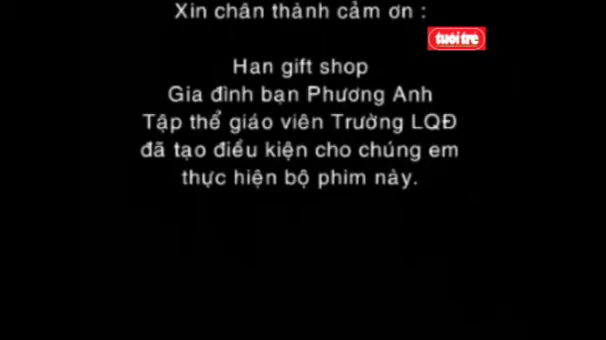 Xin chân thành cảm ơn :
tuổi trẻ
Han gift shop
Gia đình bạn Phương Anh
Tập thể giáo viên Trường LQĐ
đã tạo điều kiện cho chúng em
thực hiện bộ phim này.